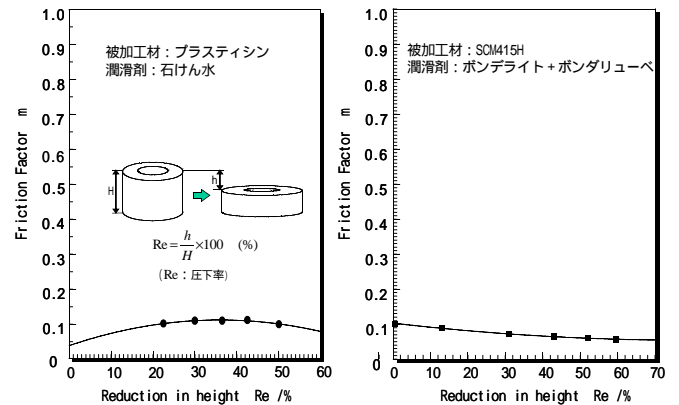 1.0
0.9
0.8
0.7
0.6
0.5
0.4
0.3
0.2
0.1
0
Friction Factor m
被加工材：プラスティシン
潤滑剤：石けん水
H
h
Re=h/H×100 (%)
(Re：圧下率)
0 10 20 30 40 50 60
Reduction in height Re /%
1.0
0.9
0.8
0.7
0.6
0.5
0.4
0.3
0.2
0.1
0
Friction Factor m
被加工材：SCM415H
潤滑剤：ボンデライト＋ボンダリューベ
0 10 20 30 40 50 60 70
Reduction in height Re /%